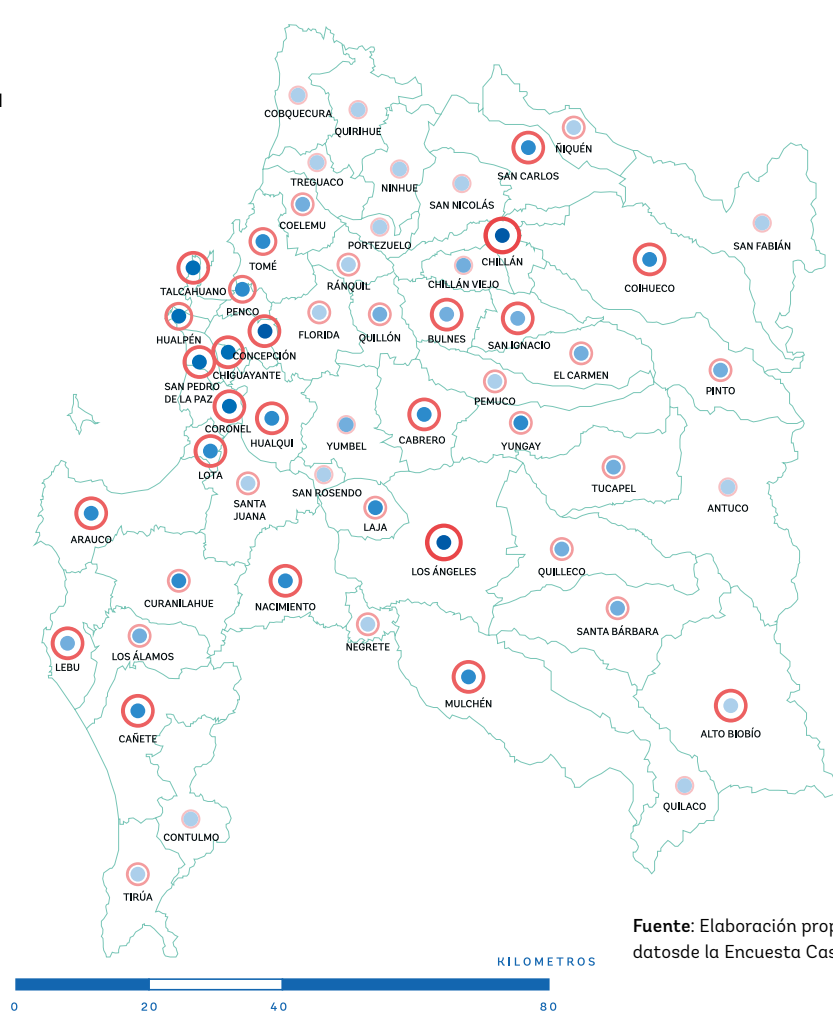 COBQUECURA
QUIRIHUE
ÑIQUÉN
SAN CARLOS
TREGUACO
NINHUE
SAN NICOLÁS
COELEMU
PORTEZUELO
SAN FABIÁN
TOMÉ
CHILLÁN
RÁNQUIL
CHILLÁN VIEJO
COIHUECO
TALCAHUANO
PENCO
HUALPÉN
FLORIDA
QUILLÓN
BULNES
SAN IGNACIO
CONCEPCIÓN
CHIGUAYANTE
EL CARMEN
SAN PEDRO
DE LA PAZ
PINTO
PEMUCO
CORONEL
HUALQUI
YUMBEL
CABRERO
YUNGAY
LOTA
SAN ROSENDO
TUCAPEL
SANTA
JUANA
ANTUCO
LAJA
ARAUCO
LOS ÁNGELES
QUILLECO
CURANILAHUE
NACIMIENTO
SANTA BÁRBARA
NEGRETE
LOS ÁLAMOS
LEBU
MULCHÉN
CAÑETE
ALTO BIOBÍO
QUILACO
CONTULMO
TIRÚA
Fuente: Elaboración prop
datosde la Encuesta Cas
KILOMETROS
0 20 40 80